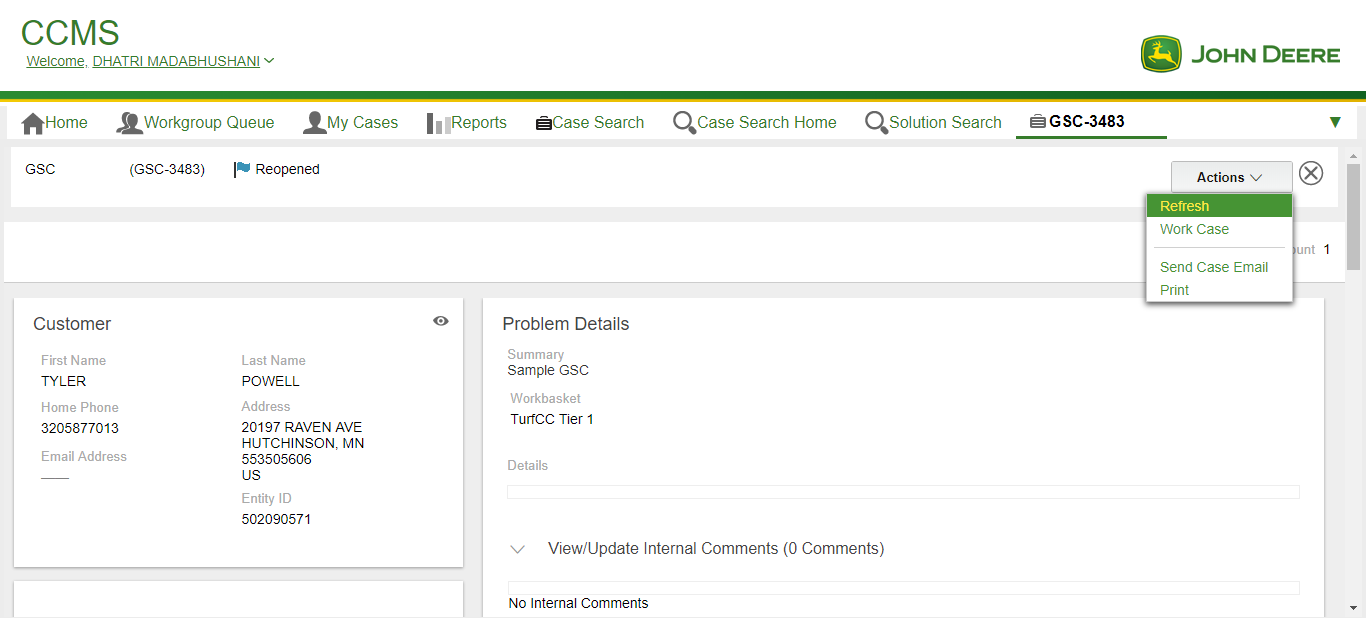 CCMS
Welcome, DHATRI MADABHUSHANI
JOHN DEERE
Home
Workgroup Queue
My Cases
Reports
Case Search
Case Search Home
Solution Search
GSC-3483
GSC
(GSC-3483)
Reopened
Actions
Refresh
Work Case
Send Case Email
Print
1
Customer
First Name
TYLER
Last Name
POWELL
Home Phone
3205877013
Address
20197 RAVEN AVE
HUTCHINSON, MN
553505606
US
Email Address
Entity ID
502090571
Problem Details
Summary
Sample GSC
Workbasket
TurfCC Tier 1
Details
View/Update Internal Comments (0 Comments)
No Internal Comments